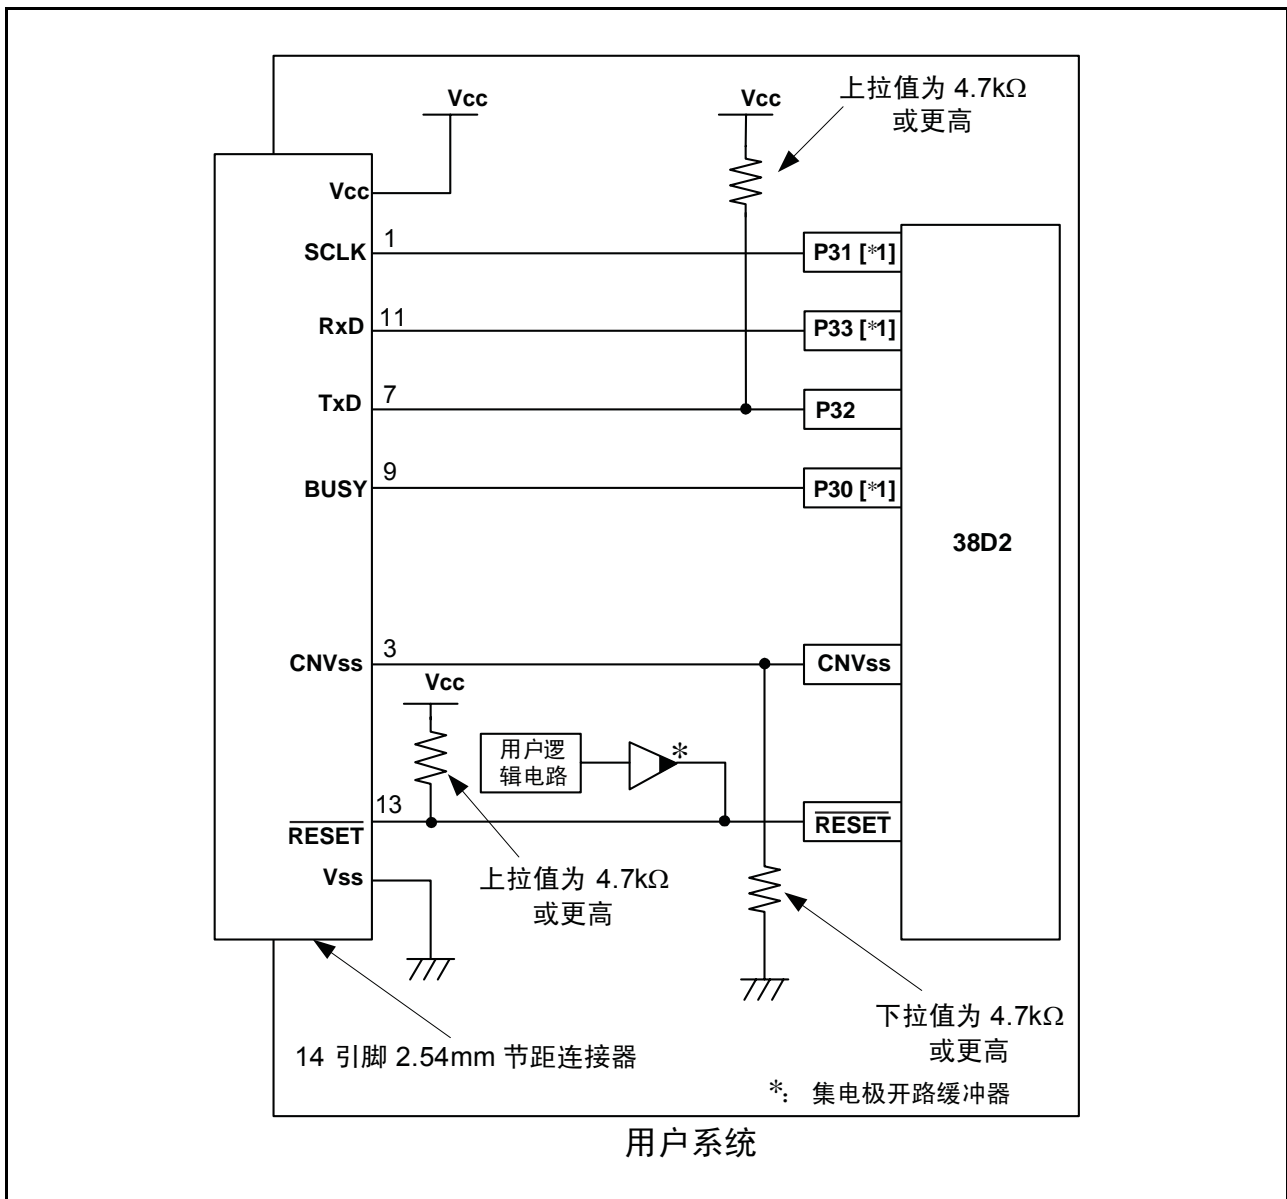 Vcc
Vcc
上拉值为 4.7kΩ
或更高
Vcc
SCLK
1
P31 [*1]
RxD
11
P33 [*1]
TxD
7
P32
BUSY
9
P30 [*1]
38D2
CNVss
3
CNVss
Vcc
用户逻
辑电路
*
RESET
13
RESET
Vss
上拉值为 4.7kΩ
或更高
下拉值为 4.7kΩ
或更高
14 引脚 2.54mm 节距连接器
*: 集电极开路缓冲器
用户系统